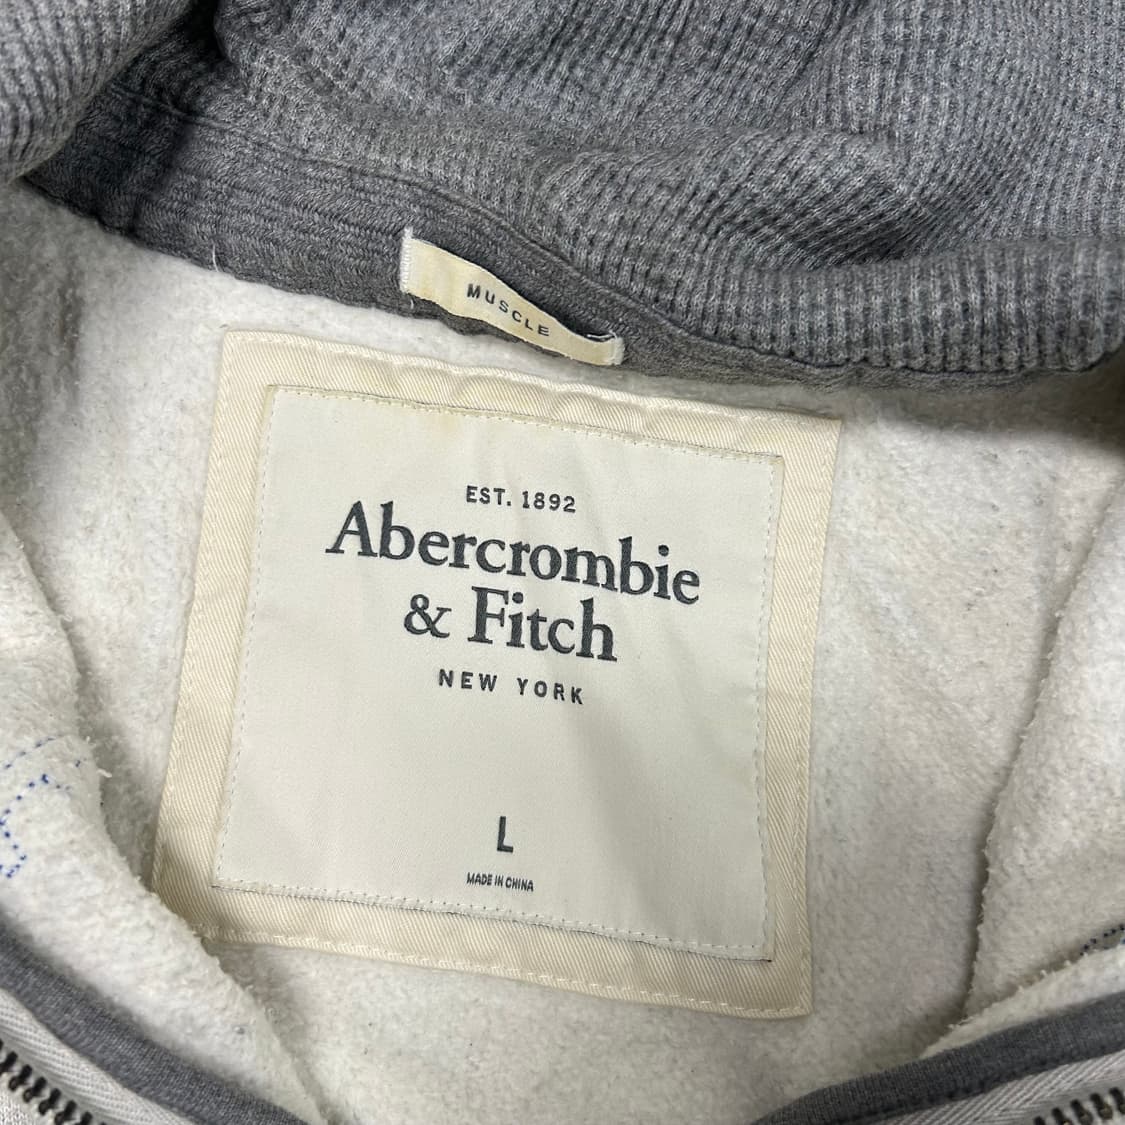 MUSCLE
EST. 1892
Abercrombie
& Fitch
NEW YORK
L
MADE IN CHINA